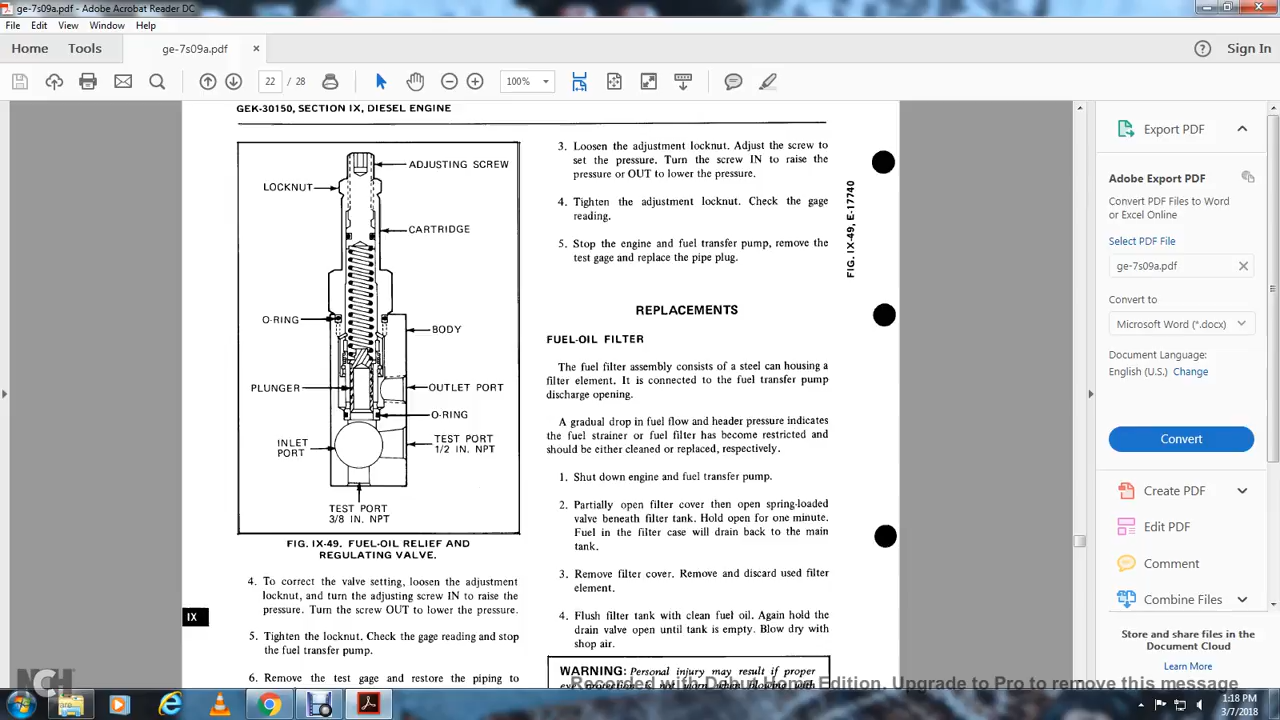 ge-7s09a.pdf - Adobe Acrobat Reader DC
File Edit View Window Help
Home Tools ge-7s09a.pdf × Sign In
22 / 28 100%
GEK-30150, SECTION IX, DIESEL ENGINE
ADJUSTING SCREW
LOCKNUT
CARTRIDGE
O-RING
BODY
PLUNGER
OUTLET PORT
O-RING
INLET
PORT
TEST PORT
1/2 IN. NPT
TEST PORT
3/8 IN. NPT
FIG. IX-49. FUEL-OIL RELIEF AND
REGULATING VALVE.
4. To correct the valve setting, loosen the adjustment
locknut, and turn the adjusting screw IN to raise the
pressure. Turn the screw OUT to lower the pressure.
IX
5. Tighten the locknut. Check the gage reading and stop
the fuel transfer pump.
6. Remove the test gage and restore the piping to
3. Loosen the adjustment locknut. Adjust the screw to
set the pressure. Turn the screw IN to raise the
pressure or OUT to lower the pressure.
4. Tighten the adjustment locknut. Check the gage
reading.
5. Stop the engine and fuel transfer pump, remove the
test gage and replace the pipe plug.
REPLACEMENTS
FUEL-OIL FILTER
The fuel filter assembly consists of a steel can housing a
filter element. It is connected to the fuel transfer pump
discharge opening.
A gradual drop in fuel flow and header pressure indicates
the fuel strainer or fuel filter has become restricted and
should be either cleaned or replaced, respectively.
1. Shut down engine and fuel transfer pump.
2. Partially open filter cover then open spring-loaded
valve beneath filter tank. Hold open for one minute.
Fuel in the filter case will drain back to the main
tank.
3. Remove filter cover. Remove and discard used filter
element.
4. Flush filter tank with clean fuel oil. Again hold the
drain valve open until tank is empty. Blow dry with
shop air.
WARNING: Personal injury may result if proper
FIG. IX-49, E-17740
Export PDF
Adobe Export PDF
Convert PDF Files to Word
or Excel Online
Select PDF File
ge-7s09a.pdf
Convert to
Microsoft Word (*.docx)
Document Language:
English (U.S.) Change
Convert
Create PDF
Edit PDF
Comment
Combine Files
Store and share files in the
Document Cloud
Learn More
NCH
Recorded with Debut Home Edition. Upgrade to Pro to remove this message
1:18 PM
3/7/2018